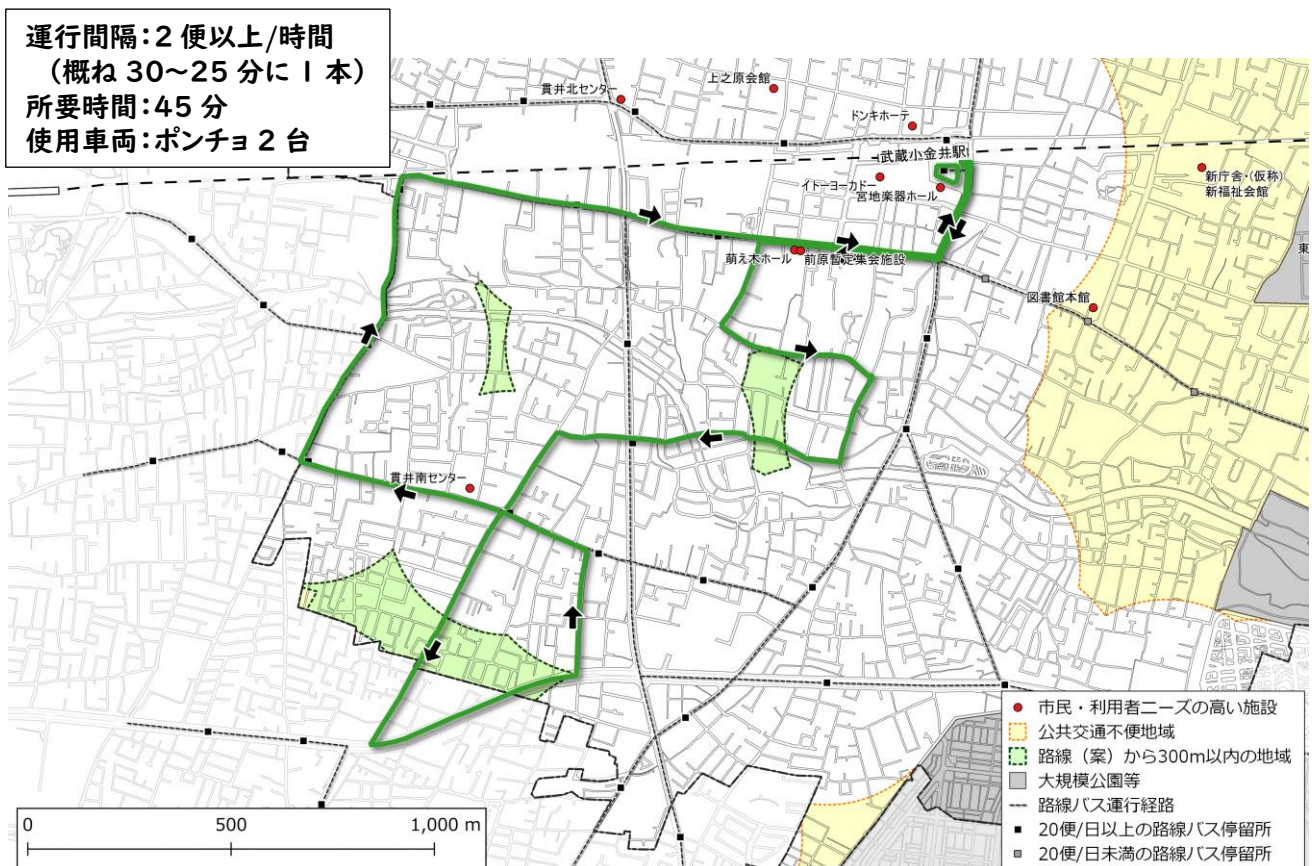 運行間隔:2便以上/時間
(概ね30~25分に1本)
所要時間:45分
使用車両:ポンチョ2台
上之原会館
貫井北センター
ドンキホーテ
武蔵小金井駅
イトーヨーカドー
宮地楽器ホール
新庁舎・(仮称)
新福祉会館
東
萌え木ホール
前原暫定集会施設
図書館本館
貫井南センター
市民・利用者ニーズの高い施設
公共交通不便地域
路線(案)から300m以内の地域
大規模公園等
路線バス運行経路
20便/日以上の路線バス停留所
20便/日未満の路線バス停留所
0 500 1,000 m